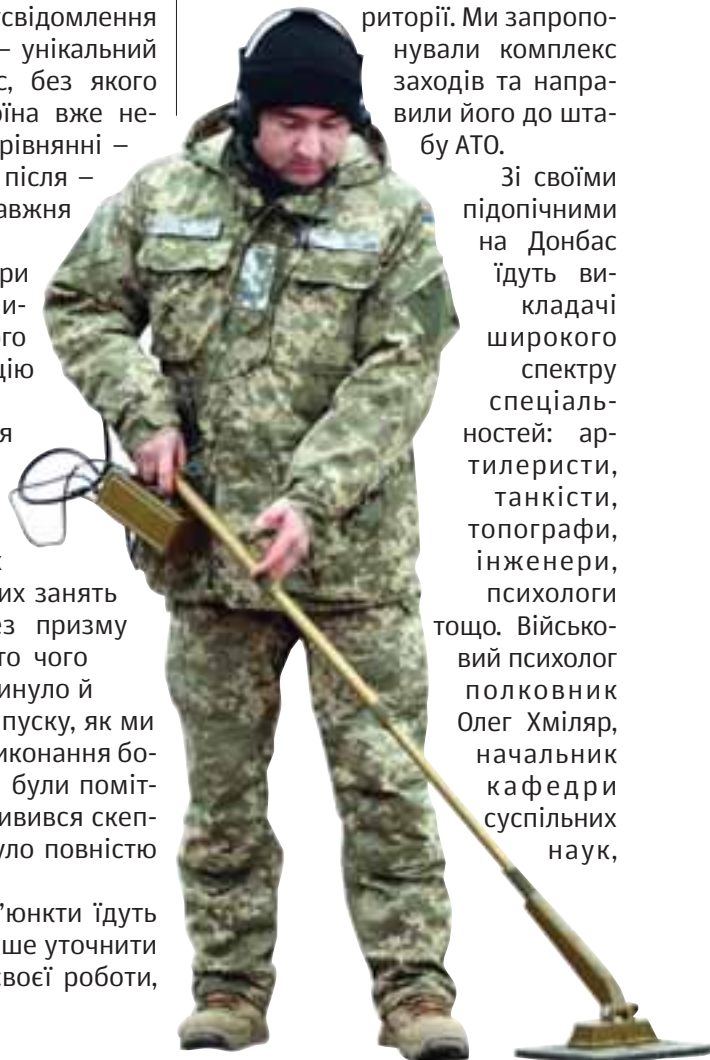 свідомлення
– унікальний
с, без якого
їна вже не-
рівнянні –
після –
авжня
ри
и-
ого
цію
я
х
их занять
ез призму
то чого
инуло й
пуску, як ми
иконання бо-
були поміт-
ивився скеп-
уло повністю
’юнкти їдуть
ше уточнити
своєї роботи,
риторії. Ми запропо-
нували комплекс
заходів та напра-
вили його до шта-
бу АТО.
Зі своїми
підопічними
на Донбас
їдуть ви-
кладачі
широкого
спектру
спеціаль-
ностей: ар-
тилеристи,
танкісти,
топографи,
інженери,
психологи
тощо. Військо-
вий психолог
полковник
Олег Хміляр,
начальник
кафедри
суспільних
наук,